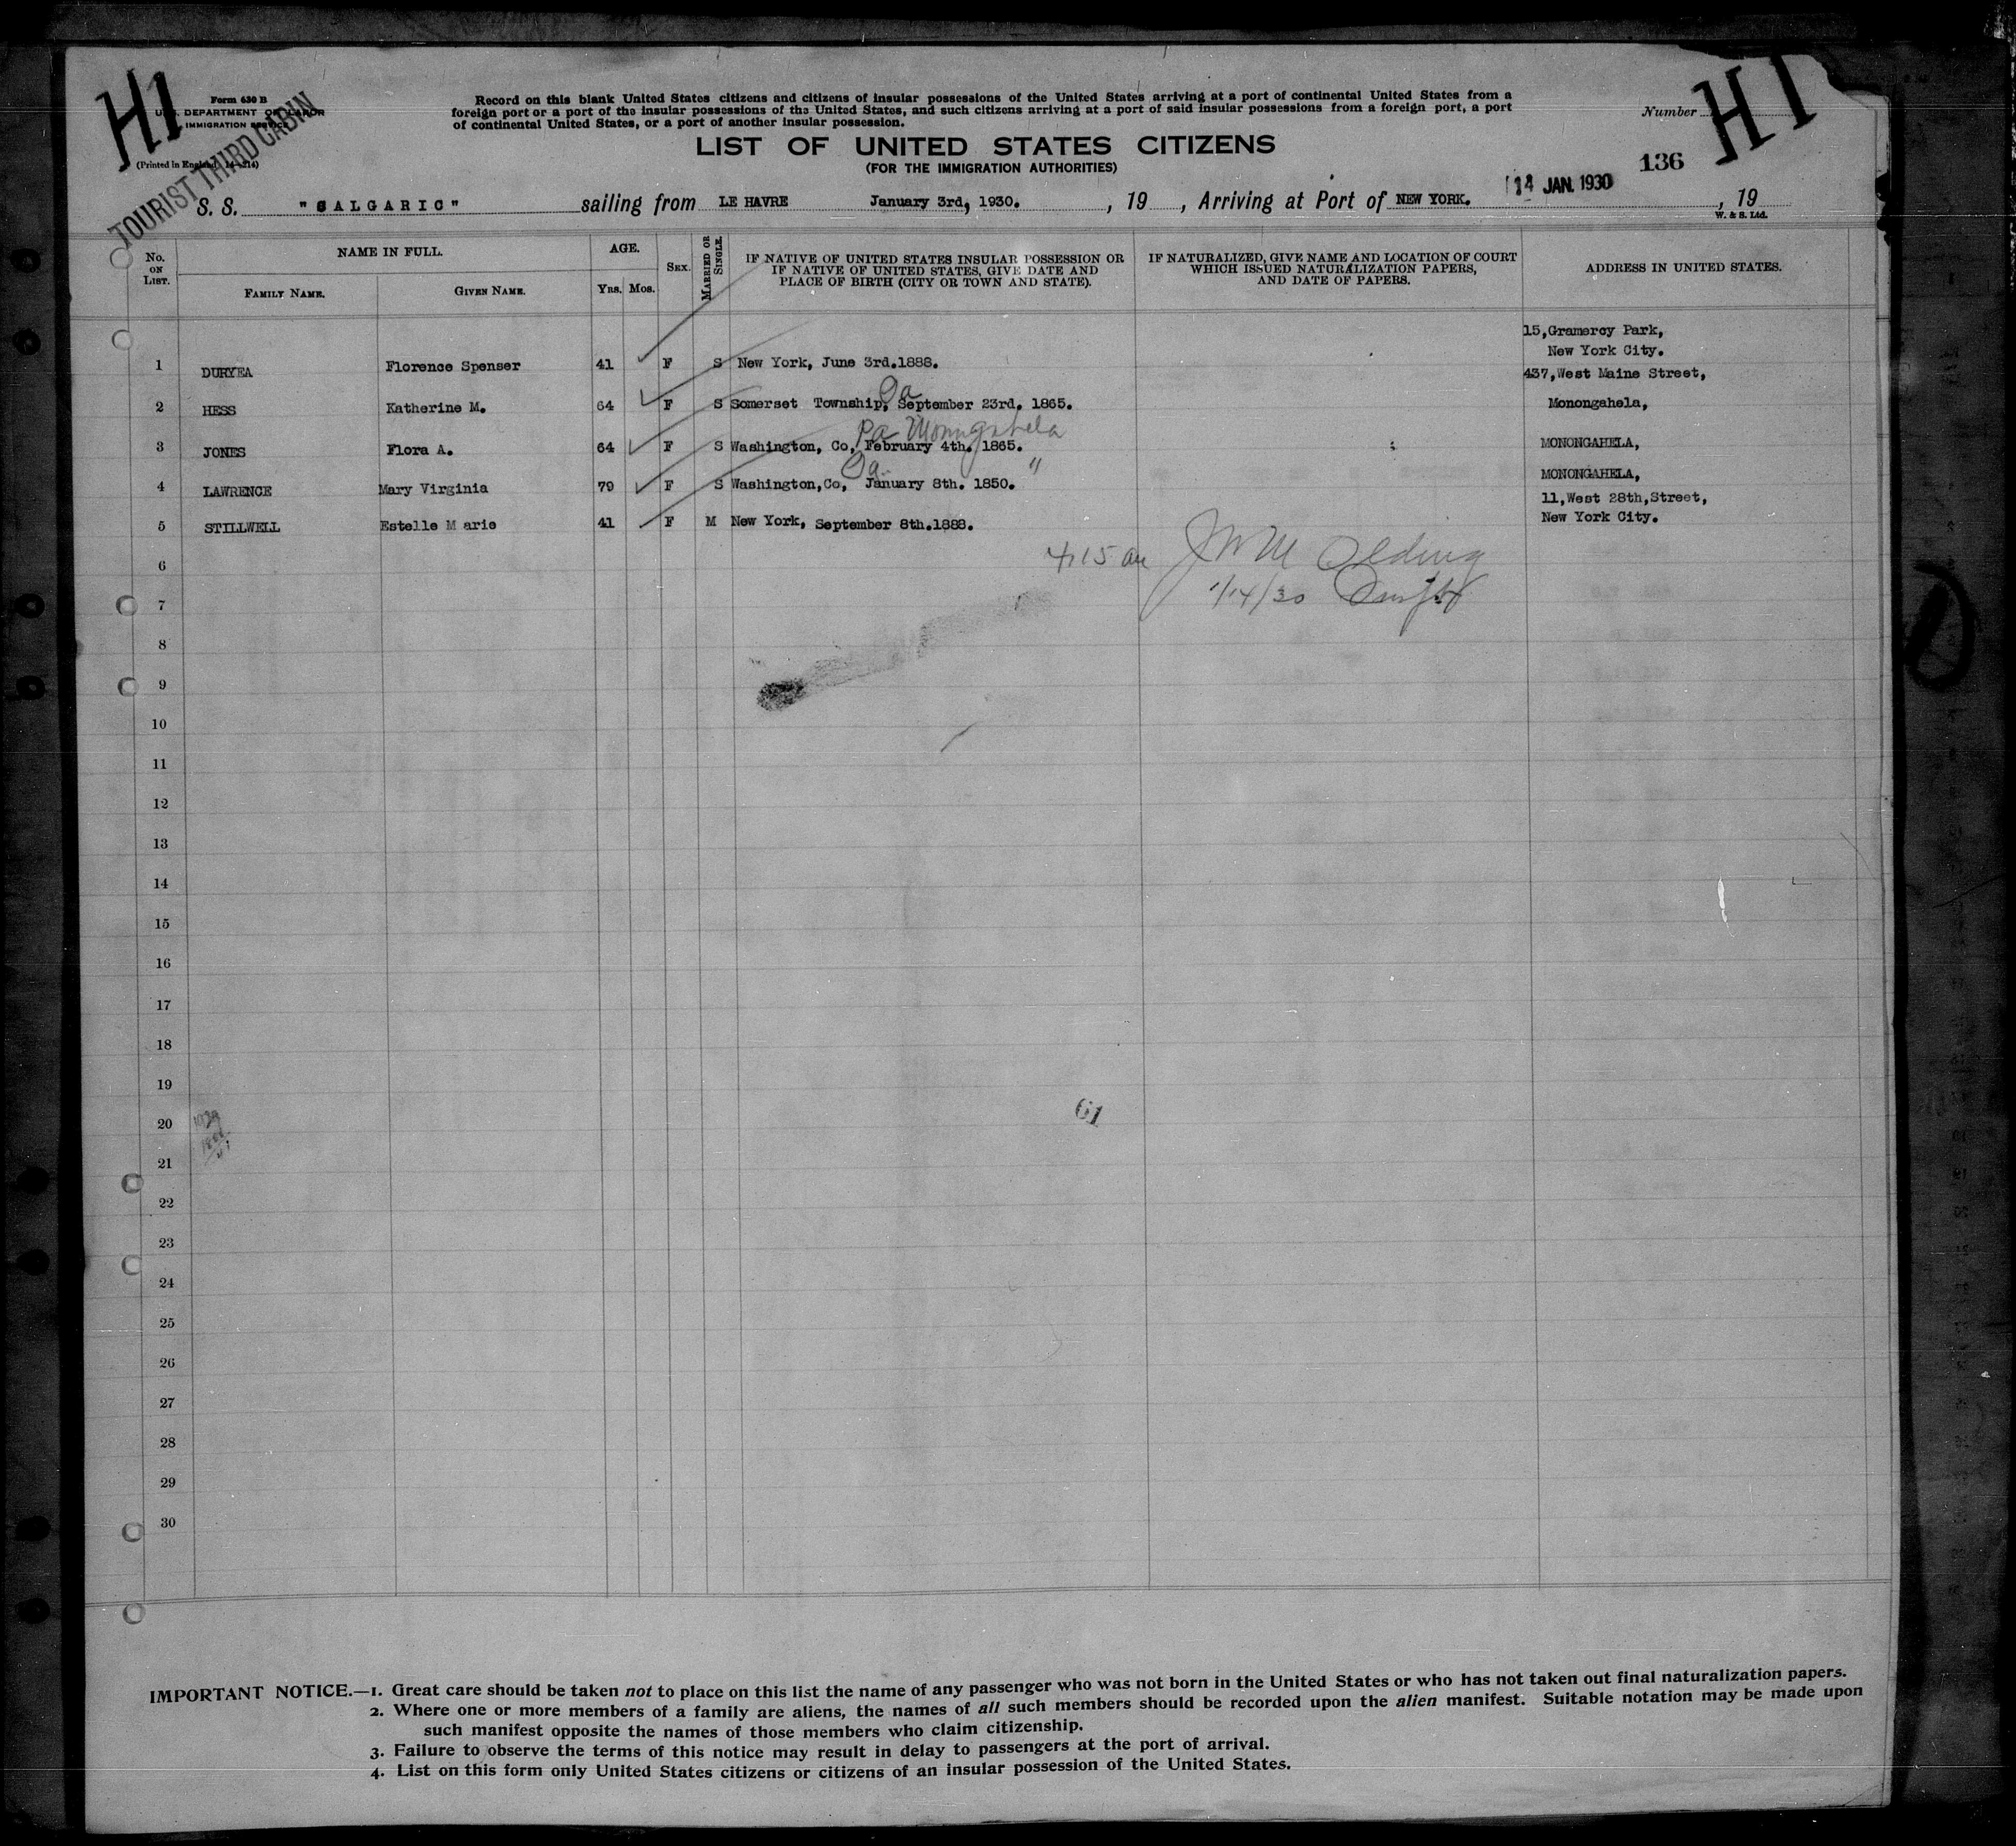 H1
Form 630 B
U.S. DEPARTMENT OF LABOR
IMMIGRATION SERVICE
(Printed in England)
TOURIST THIRD CABIN
Record on this blank United States citizens and citizens of insular possessions of the United States arriving at a port of continental United States from a
foreign port or a port of the insular possessions of the United States, and such citizens arriving at a port of said insular possessions from a foreign port, a port
of continental United States, or a port of another insular possession.
Number
H1
LIST OF UNITED STATES CITIZENS
(FOR THE IMMIGRATION AUTHORITIES)
136
S. S. "CALGARIC" sailing from LE HAVRE January 3rd, 1930. , 19 , Arriving at Port of NEW YORK. 14 JAN. 1930 , 19
W. & S. Ltd.
No. ON LIST. NAME IN FULL. AGE. SEX. MARRIED OR SINGLE. IF NATIVE OF UNITED STATES INSULAR POSSESSION OR IF NATIVE OF UNITED STATES, GIVE DATE AND PLACE OF BIRTH (CITY OR TOWN AND STATE). IF NATURALIZED, GIVE NAME AND LOCATION OF COURT WHICH ISSUED NATURALIZATION PAPERS, AND DATE OF PAPERS. ADDRESS IN UNITED STATES.
FAMILY NAME. GIVEN NAME. Yrs. Mos.
15,Gramercy Park,
New York City.
1 DURYEA Florence Spenser 41 F S New York, June 3rd.1888.
437,West Maine Street,
Pa
2 HESS Katherine M. 64 F S Somerset Township, September 23rd. 1865. Monongahela,
Pa Monongahela
3 JONES Flora A. 64 F S Washington, Co, February 4th. 1865. MONONGAHELA,
Pa "
4 LAWRENCE Mary Virginia 79 F S Washington,Co, January 8th. 1850. MONONGAHELA,
11,West 28th,Street,
5 STILLWELL Estelle M arie 41 F M New York, September 8th.1888. New York City.
6
4,15
7
1/14/30
8
9
10
11
12
13
14
15
16
17
18
19
61
20
1929
1888
41
21
22
23
24
25
26
27
28
29
30
IMPORTANT NOTICE.—1. Great care should be taken not to place on this list the name of any passenger who was not born in the United States or who has not taken out final naturalization papers.
2. Where one or more members of a family are aliens, the names of all such members should be recorded upon the alien manifest. Suitable notation may be made upon
such manifest opposite the names of those members who claim citizenship.
3. Failure to observe the terms of this notice may result in delay to passengers at the port of arrival.
4. List on this form only United States citizens or citizens of an insular possession of the United States.